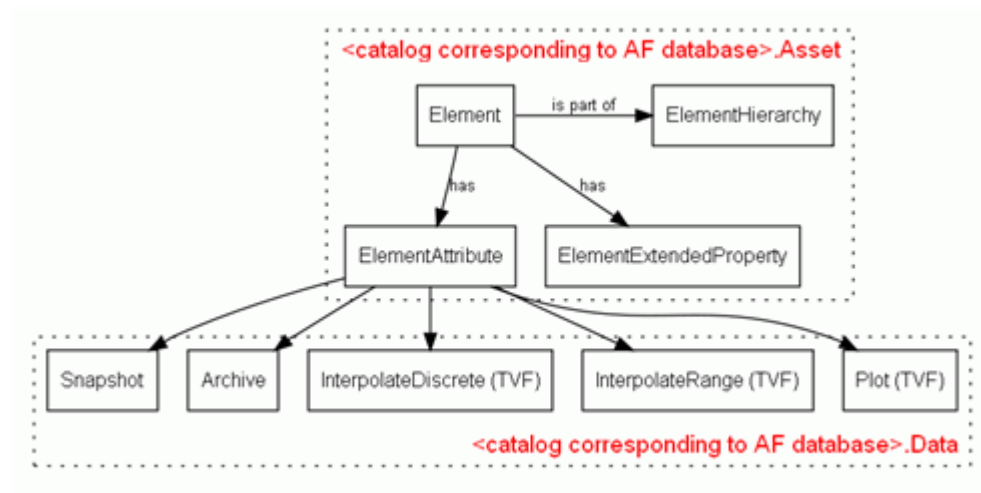 <catalog corresponding to AF database>.Asset
Element
is part of
ElementHierarchy
has
has
ElementAttribute
ElementExtendedProperty
Snapshot
Archive
InterpolateDiscrete (TVF)
InterpolateRange (TVF)
Plot (TVF)
<catalog corresponding to AF database>.Data